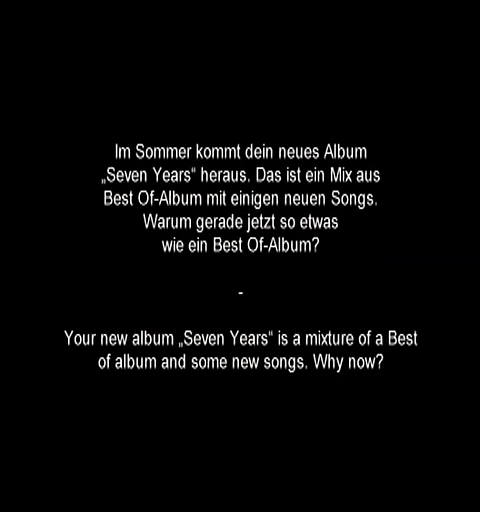 Im Sommer kommt dein neues Album
„Seven Years“ heraus. Das ist ein Mix aus
Best Of-Album mit einigen neuen Songs.
Warum gerade jetzt so etwas
wie ein Best Of-Album?
-
Your new album „Seven Years“ is a mixture of a Best
of album and some new songs. Why now?